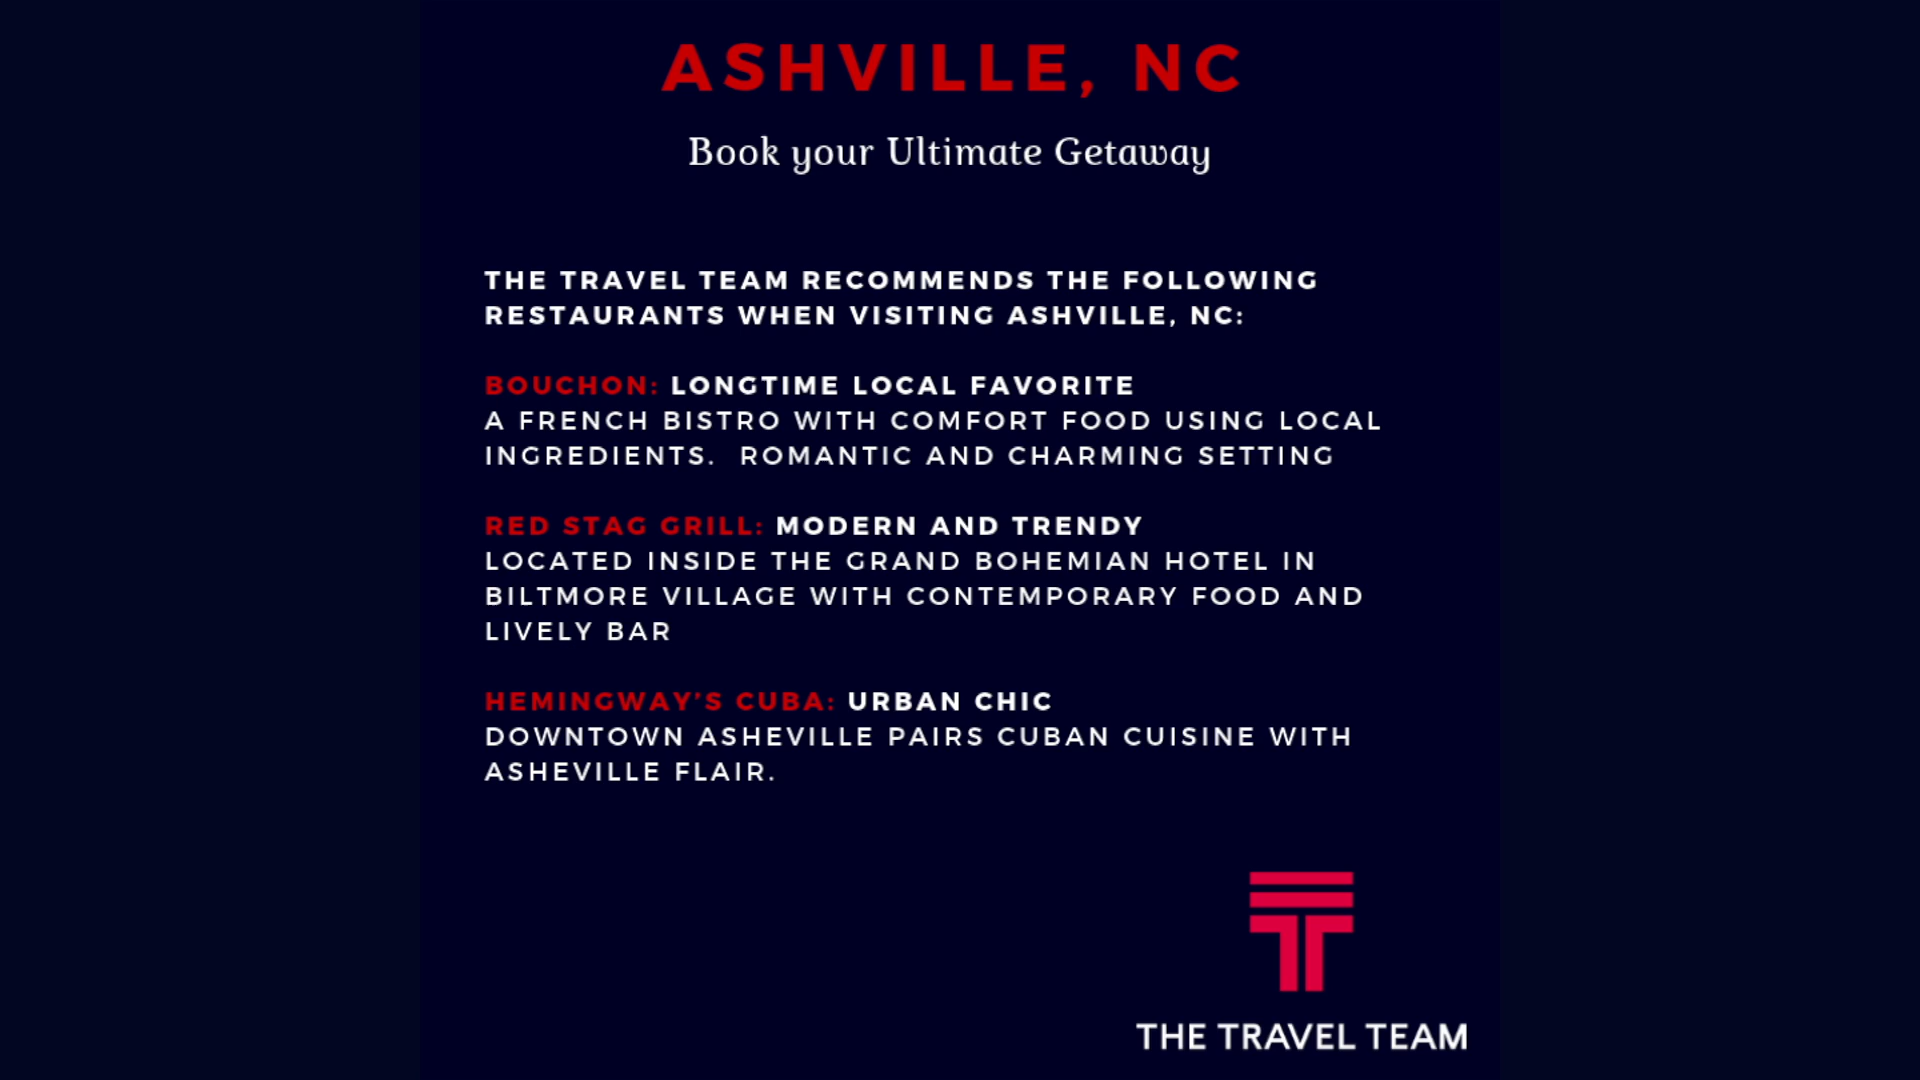 ASHVILLE, NC
Book your Ultimate Getaway
THE TRAVEL TEAM RECOMMENDS THE FOLLOWING
RESTAURANTS WHEN VISITING ASHVILLE, NC:
BOUCHON: LONGTIME LOCAL FAVORITE
A FRENCH BISTRO WITH COMFORT FOOD USING LOCAL
INGREDIENTS. ROMANTIC AND CHARMING SETTING
RED STAG GRILL: MODERN AND TRENDY
LOCATED INSIDE THE GRAND BOHEMIAN HOTEL IN
BILTMORE VILLAGE WITH CONTEMPORARY FOOD AND
LIVELY BAR
HEMINGWAY'S CUBA: URBAN CHIC
DOWNTOWN ASHEVILLE PAIRS CUBAN CUISINE WITH
ASHEVILLE FLAIR.
THE TRAVEL TEAM